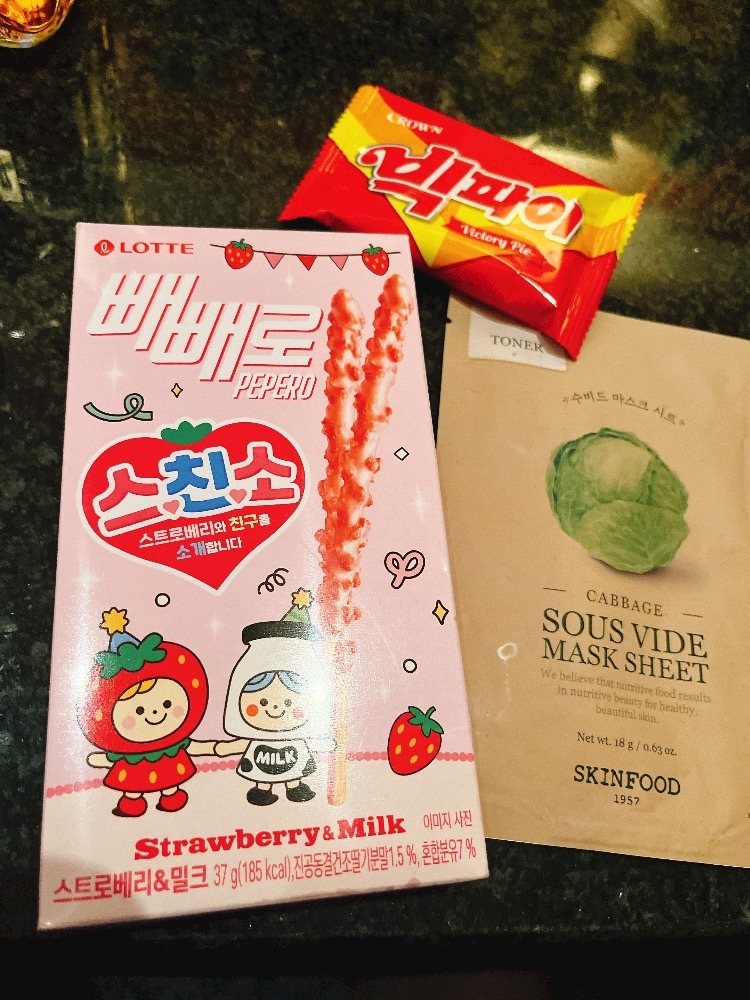 CROWN
빅파이
Victory Pie
LOTTE
빼빼로
PEPERO
스친소
스트로베리와 친구를
소개합니다
MILK
Strawberry & Milk
이미지 사진
스트로베리&밀크 37 g(185 kcal),진공동결건조딸기분말1.5 %, 혼합분유7 %
TONER
수비드 마스크 시트
CABBAGE
SOUS VIDE
MASK SHEET
We believe that nutritive food results
in nutritive beauty for healthy,
beautiful skin.
Net wt. 18 g / 0.63 oz.
SKINFOOD
1957